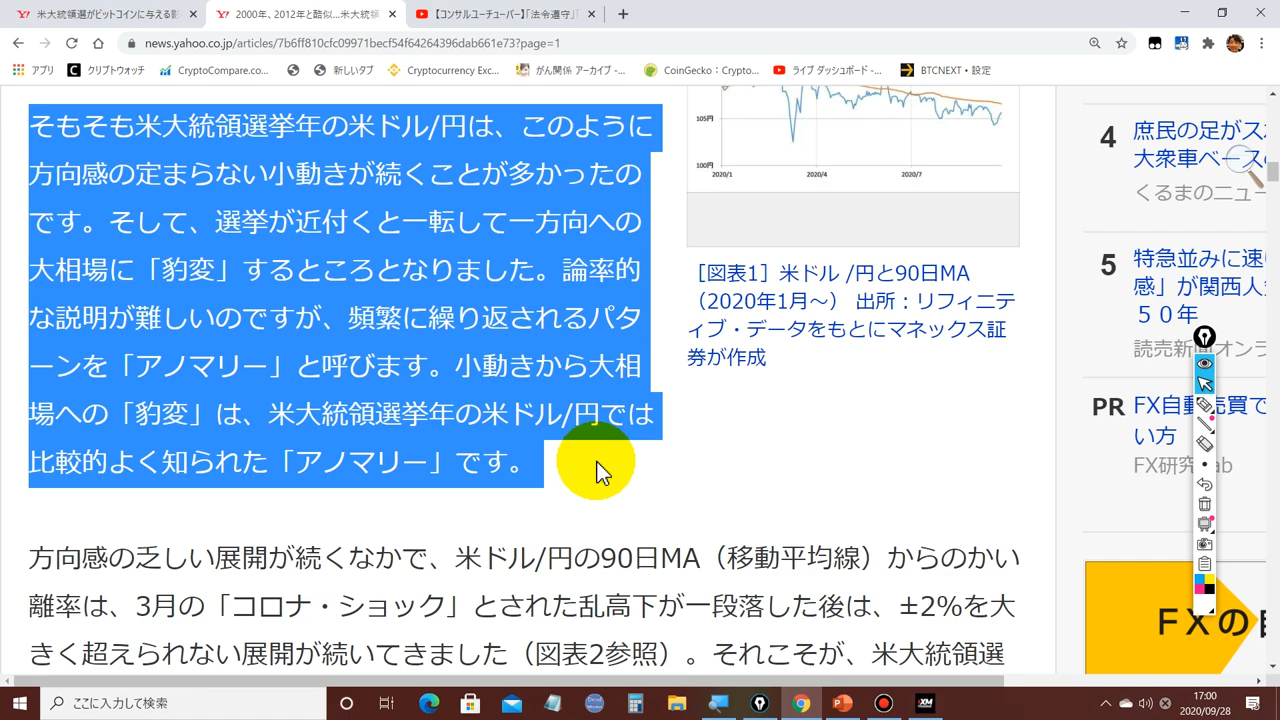 米大統領選がビットコインに与える影
2000年、2012年と酷似…米大統領
【コンサルユーチューバー】「法令遵守」「
news.yahoo.co.jp/articles/7b6ff810cfc09971becf54f64264396dab661e73?page=1
アプリ
クリプトウォッチ
CryptoCompare.co...
新しいタブ
Cryptocurrency Exc...
がん関係 アーカイブ -...
CoinGecko：Crypto...
ライブ ダッシュボード -...
BTCNEXT・設定
そもそも米大統領選挙年の米ドル/円は、このように
方向感の定まらない小動きが続くことが多かったの
です。そして、選挙が近付くと一転して一方向への
大相場に「豹変」するところとなりました。論率的
な説明が難しいのですが、頻繁に繰り返されるパタ
ーンを「アノマリー」と呼びます。小動きから大相
場への「豹変」は、米大統領選挙年の米ドル/円では
比較的よく知られた「アノマリー」です。
105円
100円
2020/1
2020/4
2020/7
［図表1］米ドル /円と90日MA
（2020年1月～） 出所：リフィニテ
ィブ・データをもとにマネックス証
券が作成
方向感の乏しい展開が続くなかで、米ドル/円の90日MA（移動平均線）からのかい
離率は、3月の「コロナ・ショック」とされた乱高下が一段落した後は、±2%を大
きく超えられない展開が続いてきました（図表2参照）。それこそが、米大統領選
4
庶民の足がス
大衆車ベース
くるまのニュー
5
特急並みに速
感」が関西人
５０年
読売新聞オンラ
PR
FX自動売買で
い方
FX研究
ab
ＦＸの
ここに入力して検索
XM
17:00
2020/09/28